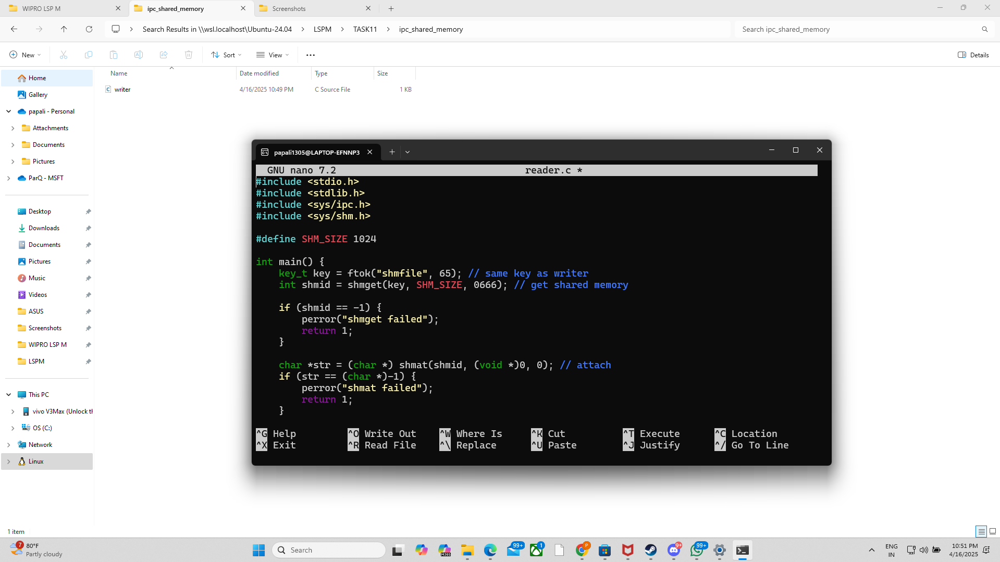 WIPRO LSP M
ipc_shared_memory
Screenshots
Search Results in \\wsl.localhost\Ubuntu-24.04 > LSPM > TASK11 > ipc_shared_memory
Search ipc_shared_memory
New
Sort
View
Details
Name
Date modified
Type
Size
writer
4/16/2025 10:49 PM
C Source File
1 KB
Home
Gallery
papali - Personal
Attachments
Documents
Pictures
ParQ - MSFT
Desktop
Downloads
Documents
Pictures
Music
Videos
ASUS
Screenshots
WIPRO LSP M
LSPM
This PC
vivo V3Max (Unlock th
OS (C:)
Network
Linux
1 item
papali1305@LAPTOP-EFNNP3
GNU nano 7.2 reader.c *
#include <stdio.h>
#include <stdlib.h>
#include <sys/ipc.h>
#include <sys/shm.h>
#define SHM_SIZE 1024
int main() {
key_t key = ftok("shmfile", 65); // same key as writer
int shmid = shmget(key, SHM_SIZE, 0666); // get shared memory
if (shmid == -1) {
perror("shmget failed");
return 1;
}
char *str = (char *) shmat(shmid, (void *)0, 0); // attach
if (str == (char *)-1) {
perror("shmat failed");
return 1;
}
^G Help ^O Write Out ^W Where Is ^K Cut ^T Execute ^C Location
^X Exit ^R Read File ^\ Replace ^U Paste ^J Justify ^/ Go To Line
7
80°F
Partly cloudy
Search
M365
99+
1
P
9+
99+
ENG
IN
10:51 PM
4/16/2025